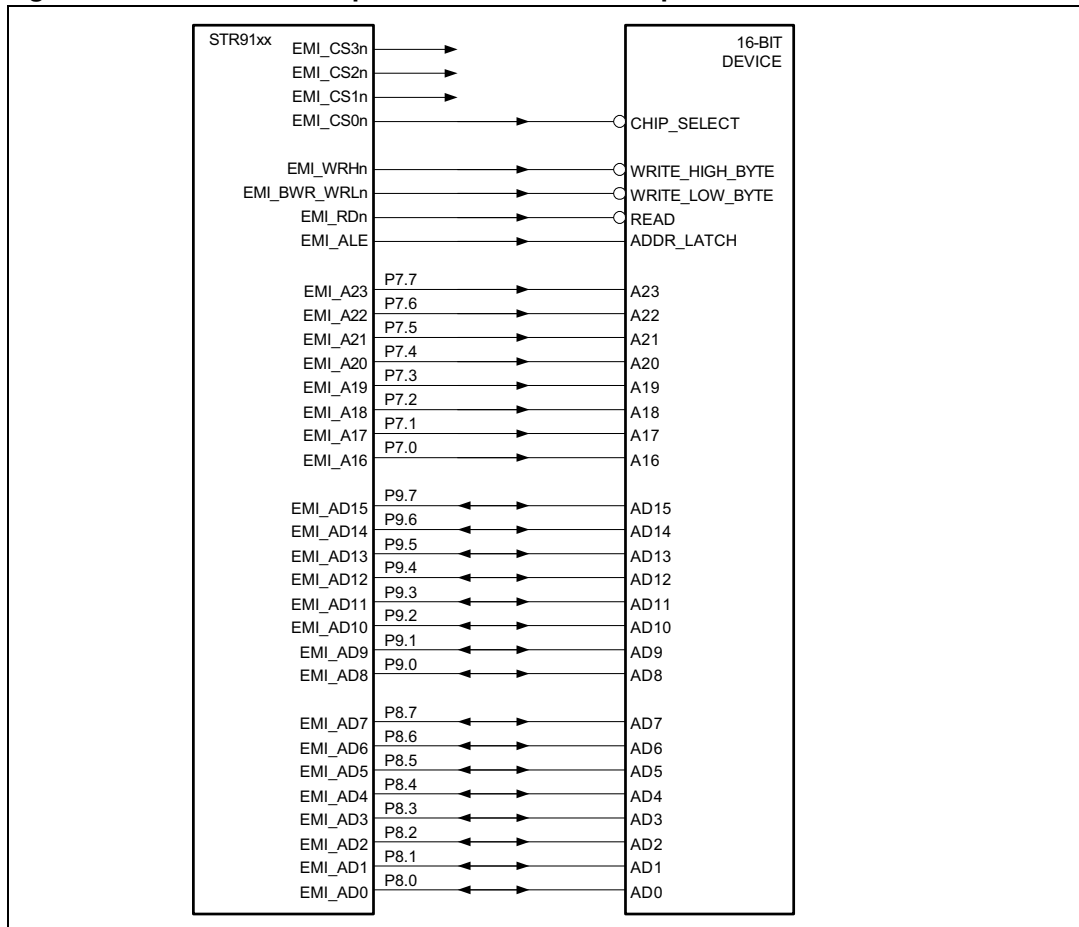 STR91xx
16-BIT
DEVICE
EMI_CS3n
EMI_CS2n
EMI_CS1n
EMI_CS0n CHIP_SELECT
EMI_WRHn WRITE_HIGH_BYTE
EMI_BWR_WRLn WRITE_LOW_BYTE
EMI_RDn READ
EMI_ALE ADDR_LATCH
EMI_A23 P7.7 A23
EMI_A22 P7.6 A22
EMI_A21 P7.5 A21
EMI_A20 P7.4 A20
EMI_A19 P7.3 A19
EMI_A18 P7.2 A18
EMI_A17 P7.1 A17
EMI_A16 P7.0 A16
EMI_AD15 P9.7 AD15
EMI_AD14 P9.6 AD14
EMI_AD13 P9.5 AD13
EMI_AD12 P9.4 AD12
EMI_AD11 P9.3 AD11
EMI_AD10 P9.2 AD10
EMI_AD9 P9.1 AD9
EMI_AD8 P9.0 AD8
EMI_AD7 P8.7 AD7
EMI_AD6 P8.6 AD6
EMI_AD5 P8.5 AD5
EMI_AD4 P8.4 AD4
EMI_AD3 P8.3 AD3
EMI_AD2 P8.2 AD2
EMI_AD1 P8.1 AD1
EMI_AD0 P8.0 AD0